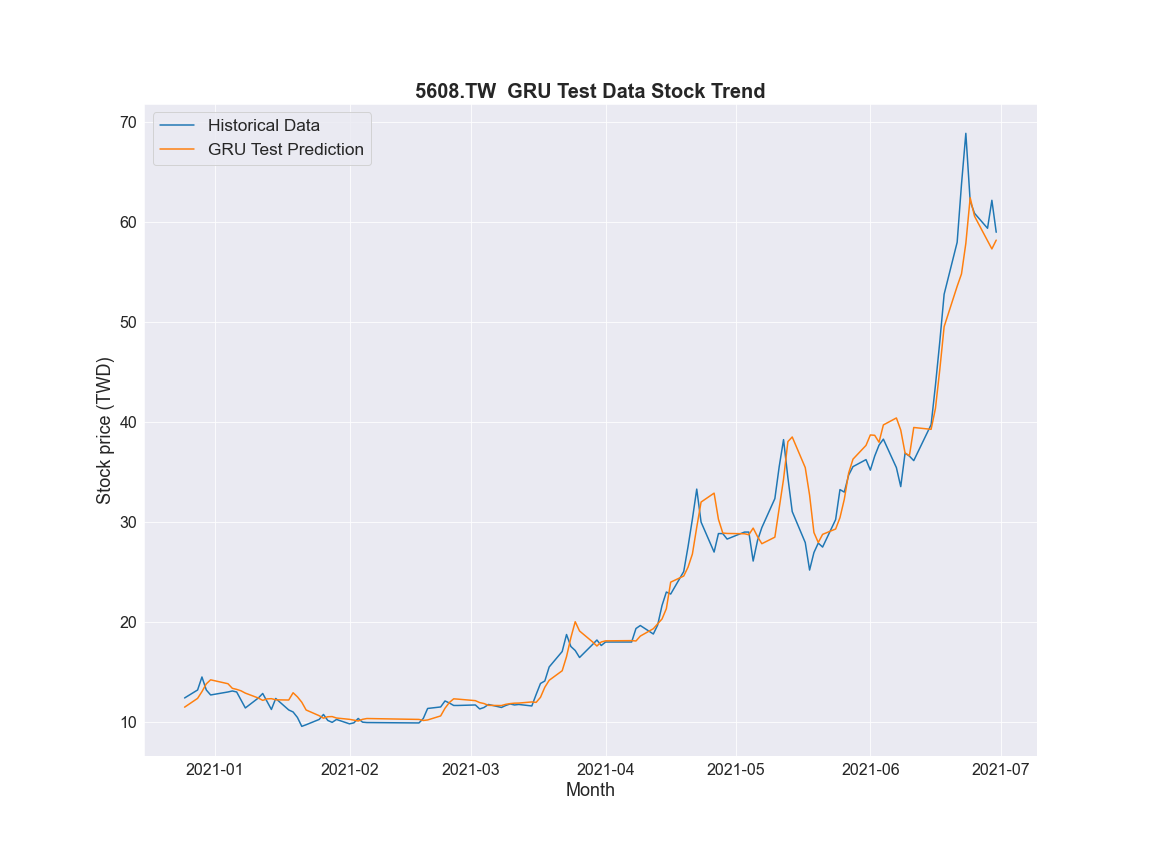 5608.TW  GRU Test Data Stock Trend
Historical Data
GRU Test Prediction
Stock price (TWD)
70
60
50
40
30
20
10
2021-01 2021-02 2021-03 2021-04 2021-05 2021-06 2021-07
Month